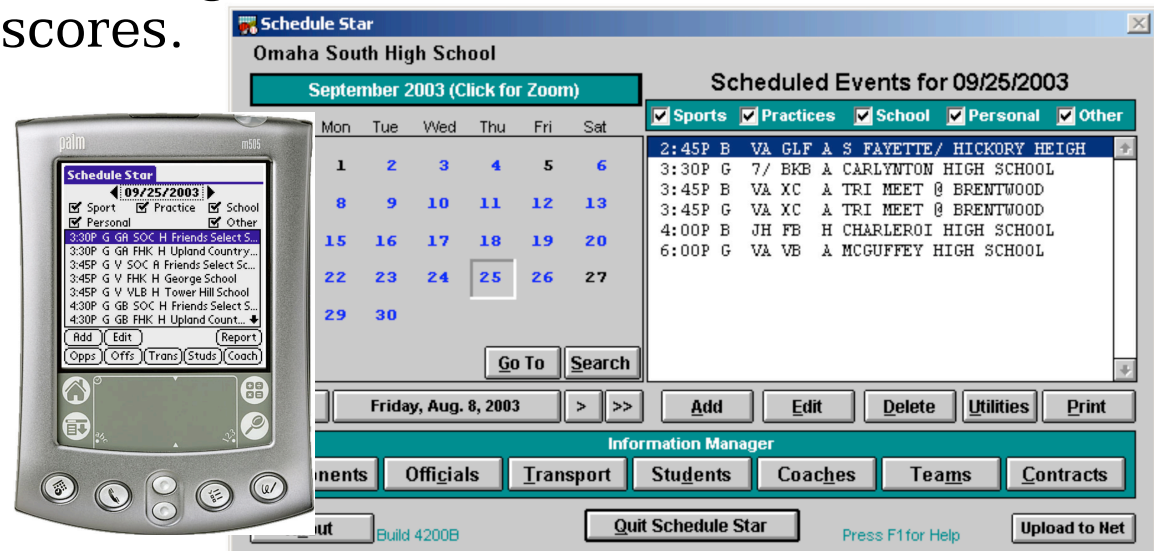 scores.
Schedule Star
Omaha South High School
September 2003 (Click for Zoom)
Mon Tue Wed Thu Fri Sat
1 2 3 4 5 6
8 9 10 11 12 13
15 16 17 18 19 20
22 23 24 25 26 27
29 30
Go To Search
Friday, Aug. 8, 2003 > >>
Scheduled Events for 09/25/2003
Sports Practices School Personal Other
2:45P B VA GLF A S FAYETTE/ HICKORY HEIGH
3:30P G 7/ BKB A CARLYNTON HIGH SCHOOL
3:45P B VA XC A TRI MEET @ BRENTWOOD
3:45P G VA XC A TRI MEET @ BRENTWOOD
4:00P B JH FB H CHARLEROI HIGH SCHOOL
6:00P G VA VB A MCGUFFEY HIGH SCHOOL
Add Edit Delete Utilities Print
Information Manager
Officials Transport Students Coaches Teams Contracts
Build 4200B Quit Schedule Star Press F1 for Help Upload to Net
palm m505
Schedule Star
09/25/2003
Sport Practice School
Personal Other
3:30P G GA SOC H Friends Select S...
3:30P G GA FHK H Upland Country...
3:45P G V SOC A Friends Select Sc...
3:45P G V FHK H George School
3:45P G V VLB H Tower Hill School
4:30P G GB SOC H Friends Select S...
4:30P G GB FHK H Upland Count...
Add Edit Report
Opps Offs Trans Studs Coach